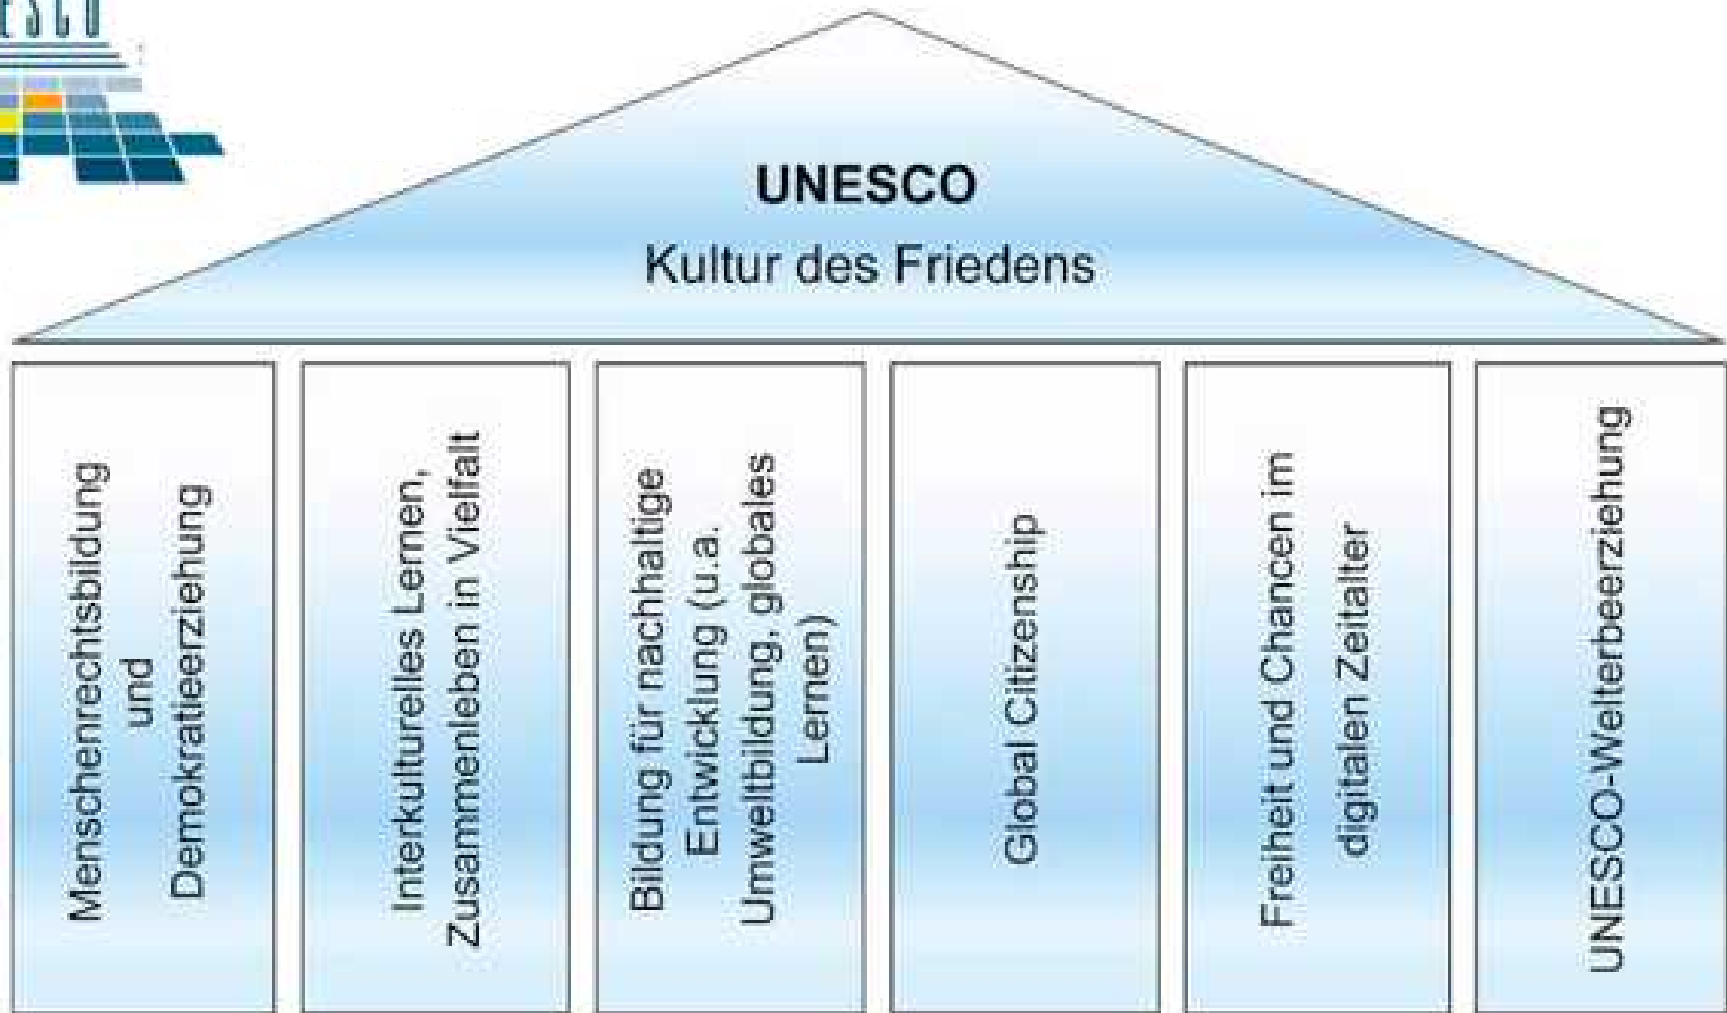 UNESCO
Kultur des Friedens
Menschenrechtsbildung
und
Demokratieerziehung
Interkulturelles Lernen,
Zusammenleben in Vielfalt
Bildung für nachhaltige
Entwicklung (u.a.
Umweltbildung, globales
Lernen)
Global Citizenship
Freiheit und Chancen im
digitalen Zeitalter
UNESCO-Welterbeerziehung